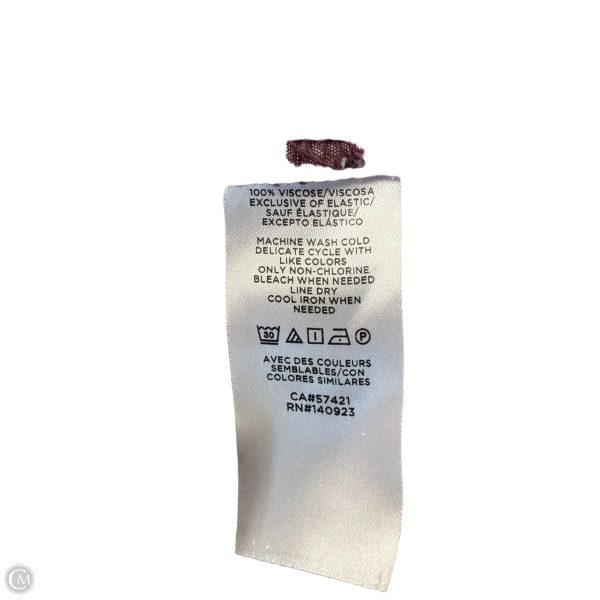 100% VISCOSE/VISCOSA
EXCLUSIVE OF ELASTIC/
SAUF ÉLASTIQUE/
EXCEPTO ELÁSTICO
MACHINE WASH COLD
DELICATE CYCLE WITH
LIKE COLORS
ONLY NON-CHLORINE
BLEACH WHEN NEEDED
LINE DRY
COOL IRON WHEN
NEEDED
30 P
AVEC DES COULEURS
SEMBLABLES/CON
COLORES SIMILARES
CA#57421
RN#140923
CM